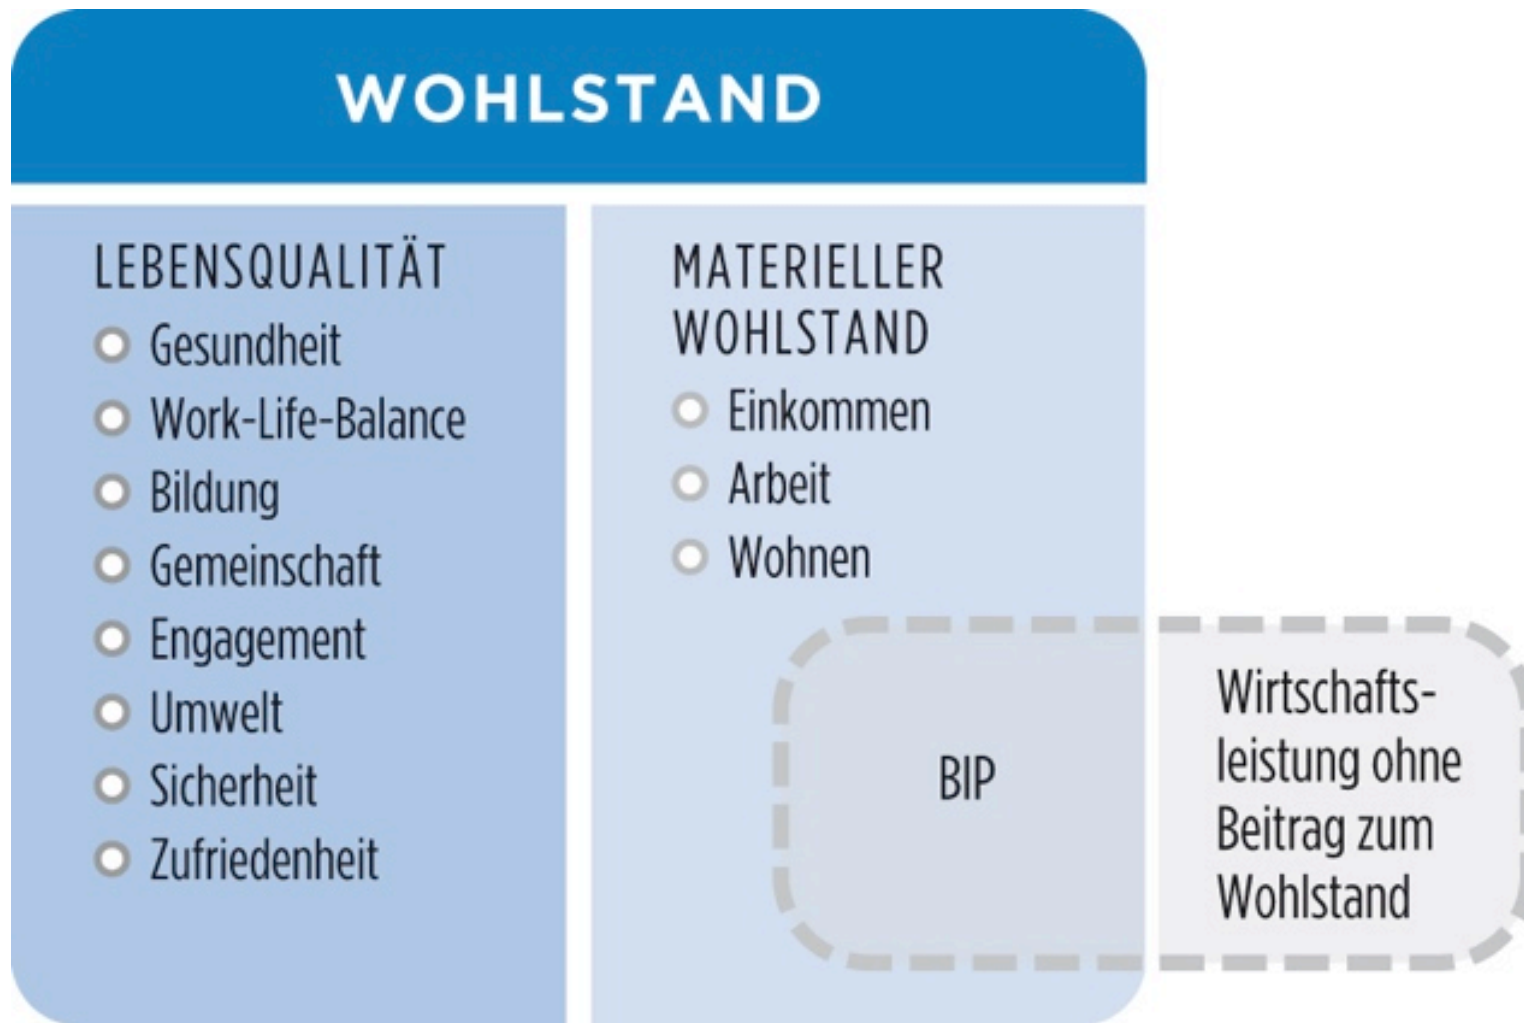 WOHLSTAND
LEBENSQUALITÄT
Gesundheit
Work-Life-Balance
Bildung
Gemeinschaft
Engagement
Umwelt
Sicherheit
Zufriedenheit
MATERIELLER
WOHLSTAND
Einkommen
Arbeit
Wohnen
BIP
Wirtschafts-
leistung ohne
Beitrag zum
Wohlstand